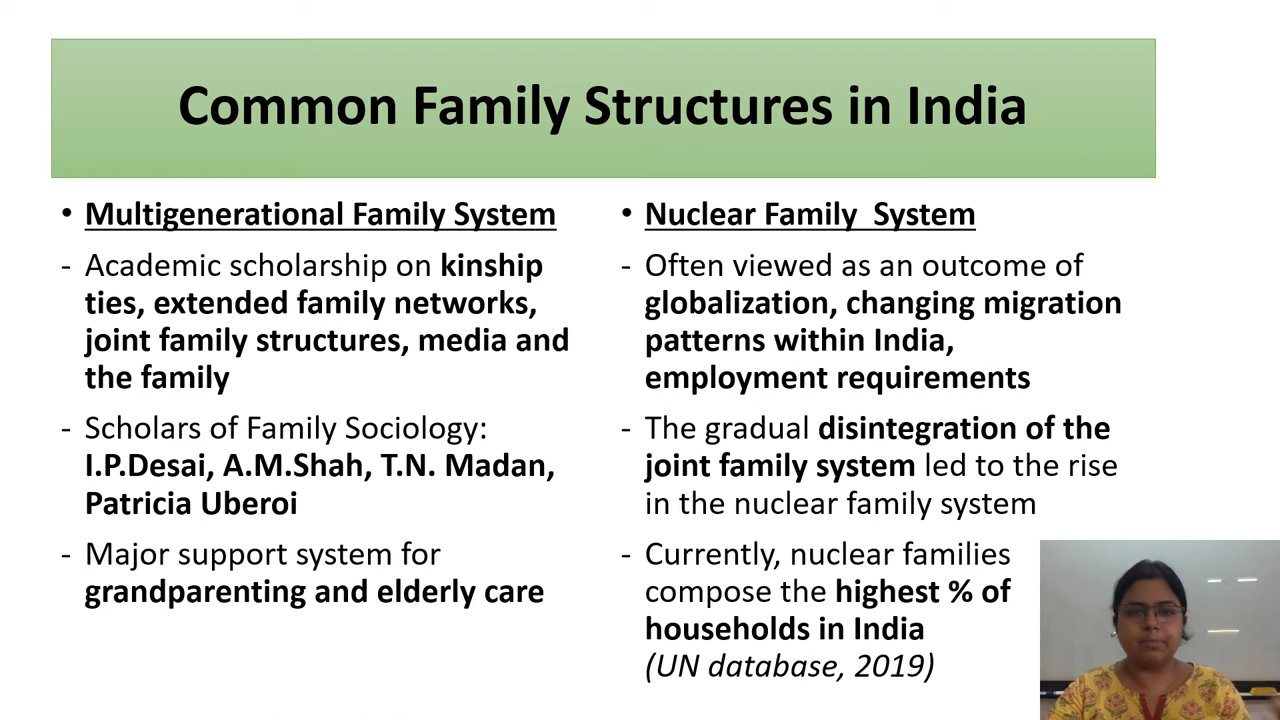 Common Family Structures in India
• Multigenerational Family System
- Academic scholarship on kinship
ties, extended family networks,
joint family structures, media and
the family
- Scholars of Family Sociology:
I.P.Desai, A.M.Shah, T.N. Madan,
Patricia Uberoi
- Major support system for
grandparenting and elderly care
• Nuclear Family  System
- Often viewed as an outcome of
globalization, changing migration
patterns within India,
employment requirements
- The gradual disintegration of the
joint family system led to the rise
in the nuclear family system
- Currently, nuclear families
compose the highest % of
households in India
(UN database, 2019)